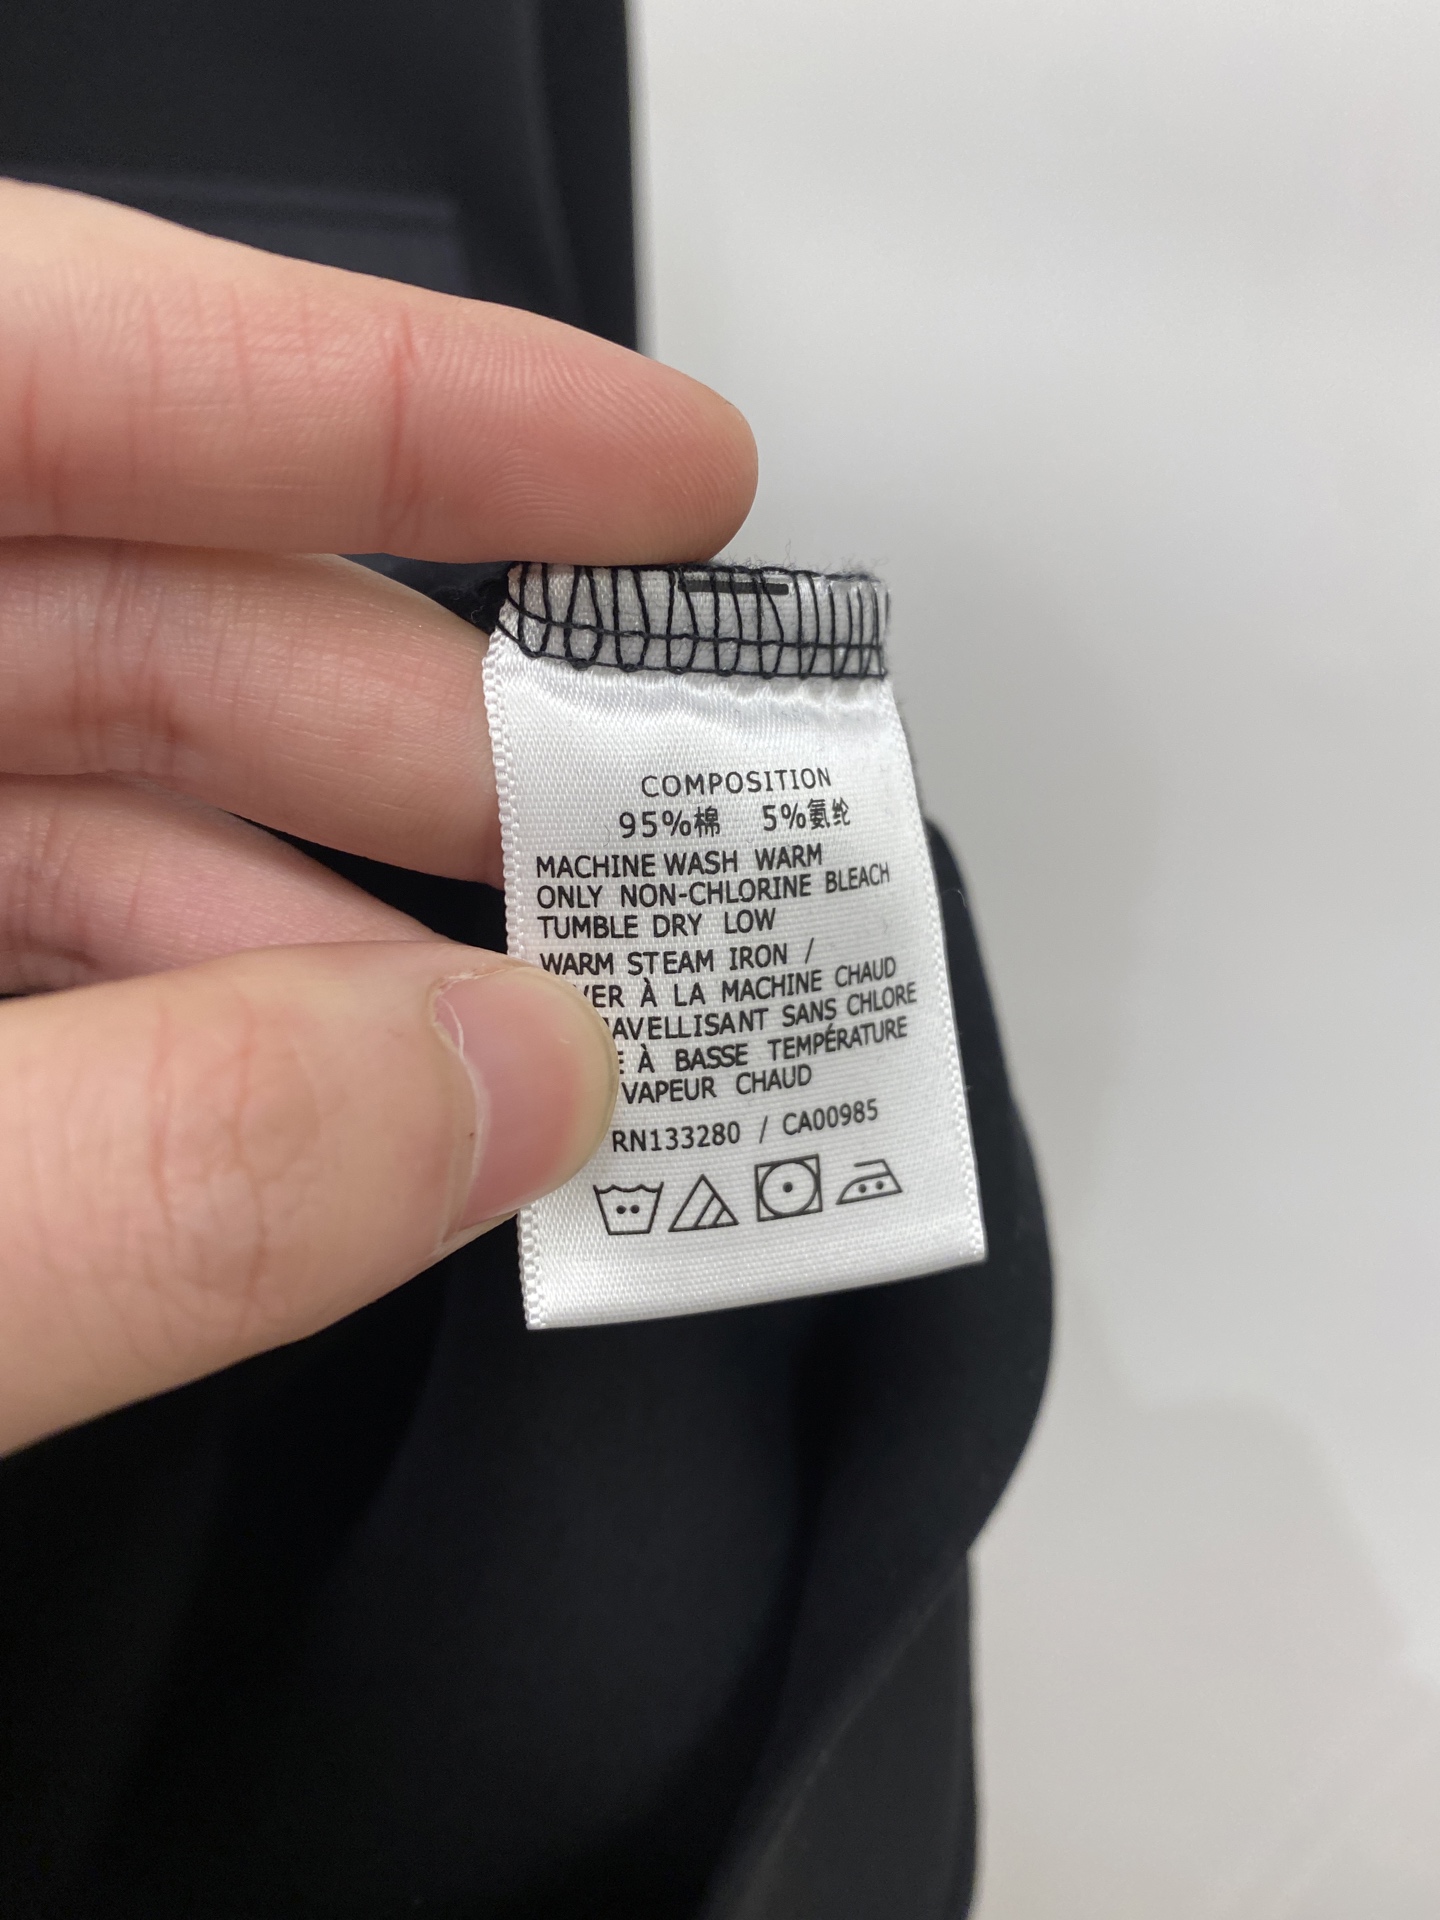 COMPOSITION
95%棉 5%氨纶
MACHINE WASH WARM
ONLY NON-CHLORINE BLEACH
TUMBLE DRY LOW
WARM STEAM IRON /
À LA MACHINE CHAUD
SANS CHLORE
À BASSE TEMPÉRATURE
VAPEUR CHAUD
RN133280 / CA00985